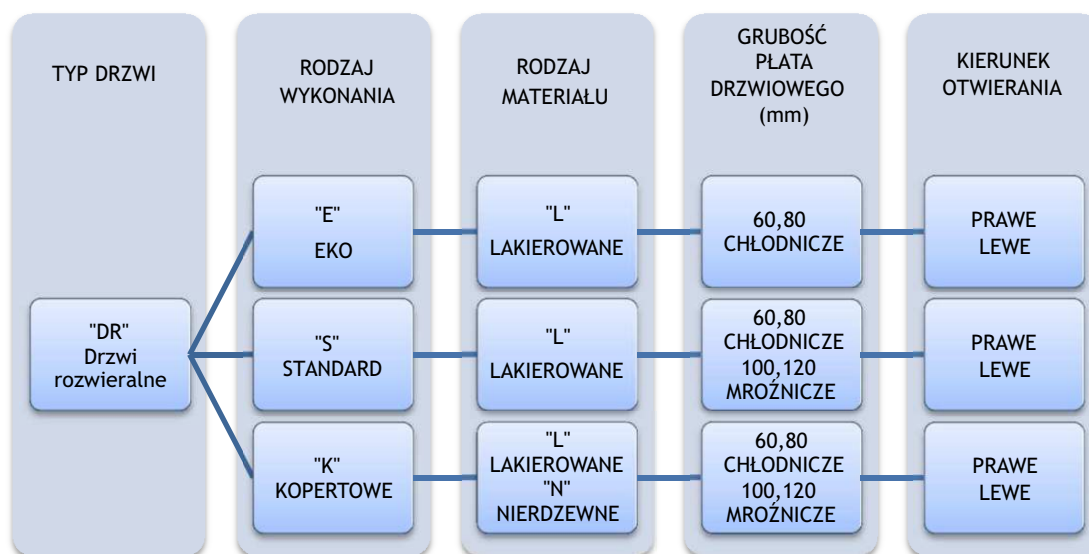 TYP DRZWI
RODZAJ
WYKONANIA
RODZAJ
MATERIAŁU
GRUBOŚĆ
PŁATA
DRZWIOWEGO
(mm)
KIERUNEK
OTWIERANIA
"DR"
Drzwi
rozwieralne
"E"
EKO
"L"
LAKIEROWANE
60,80
CHŁODNICZE
PRAWE
LEWE
"S"
STANDARD
"L"
LAKIEROWANE
60,80
CHŁODNICZE
100,120
MROŹNICZE
PRAWE
LEWE
"K"
KOPERTOWE
"L"
LAKIEROWANE
"N"
NIERDZEWNE
60,80
CHŁODNICZE
100,120
MROŹNICZE
PRAWE
LEWE